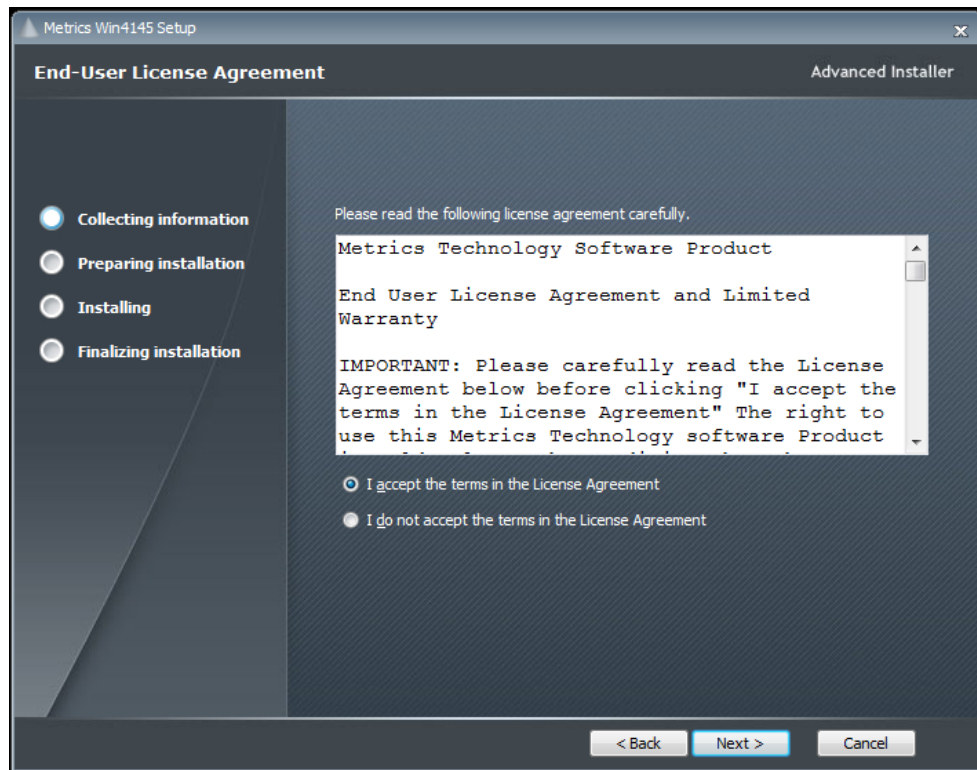 Metrics Win4145 Setup
End-User License Agreement
Advanced Installer
Collecting information
Preparing installation
Installing
Finalizing installation
Please read the following license agreement carefully.
Metrics Technology Software Product
End User License Agreement and Limited
Warranty
IMPORTANT: Please carefully read the License
Agreement below before clicking "I accept the
terms in the License Agreement" The right to
use this Metrics Technology software Product
I accept the terms in the License Agreement
I do not accept the terms in the License Agreement
< Back
Next >
Cancel